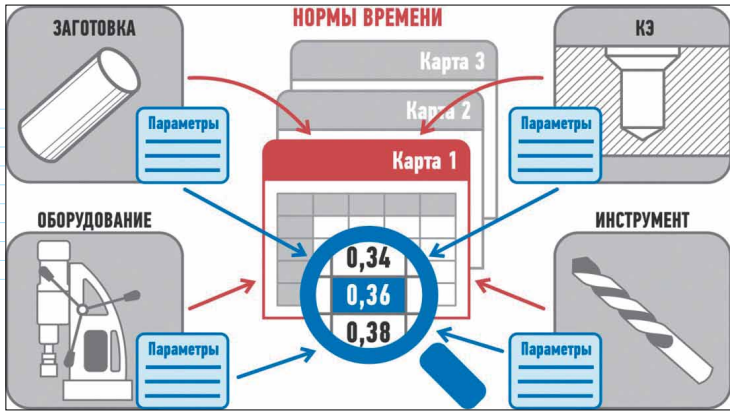 НОРМЫ ВРЕМЕНИ
ЗАГОТОВКА
КЭ
Карта 3
Карта 2
Карта 1
Параметры
Параметры
ОБОРУДОВАНИЕ
ИНСТРУМЕНТ
0,34
0,36
0,38
Параметры
Параметры